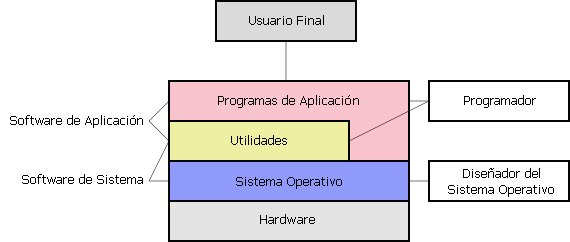 Usuario Final
Programas de Aplicación
Programador
Software de Aplicación
Utilidades
Software de Sistema
Sistema Operativo
Diseñador del
Sistema Operativo
Hardware